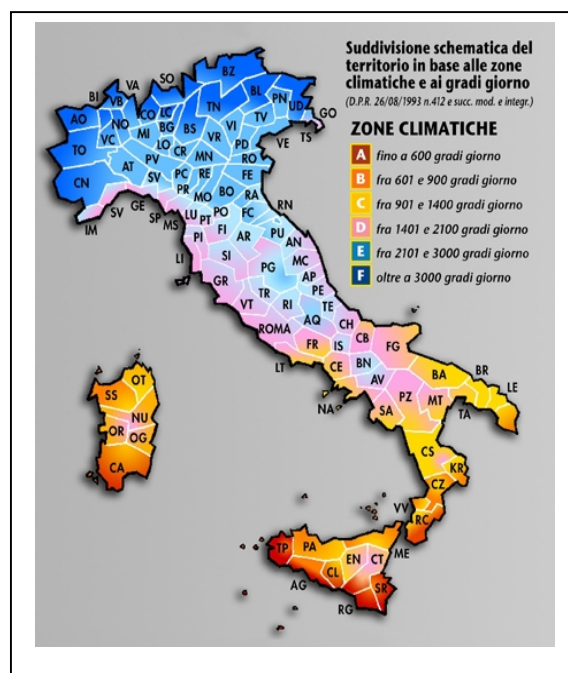 Suddivisione schematica del
territorio in base alle zone
climatiche e ai gradi giorno
(D.P.R. 26/08/1993 n.412 e succ. mod. e integr.)
ZONE CLIMATICHE
A fino a 600 gradi giorno
B fra 601 e 900 gradi giorno
C fra 901 e 1400 gradi giorno
D fra 1401 e 2100 gradi giorno
E fra 2101 e 3000 gradi giorno
F oltre a 3000 gradi giorno
BZ
SO
VA
BI
VB
AO
NO
CO
LC
TN
BL
PN
UD
GO
TS
TO
VC
MI
BG
BS
VI
TV
VE
LO
CR
VR
PD
AT
PV
MN
RO
CN
SV
PC
RE
FE
PR
MO
BO
RA
IM
SV
GE
SP
MS
LU
PT
PO
FC
RN
PI
FI
AR
PU
AN
LI
SI
MC
GR
PG
AP
PE
VT
TR
RI
TE
AQ
CH
ROMA
FR
IS
CB
FG
LT
CE
BN
BA
BR
LE
NA
AV
SA
PZ
MT
TA
OT
SS
NU
OR
OG
CA
CS
KR
CZ
VV
RC
ME
TP
PA
EN
CT
AG
CL
SR
RG